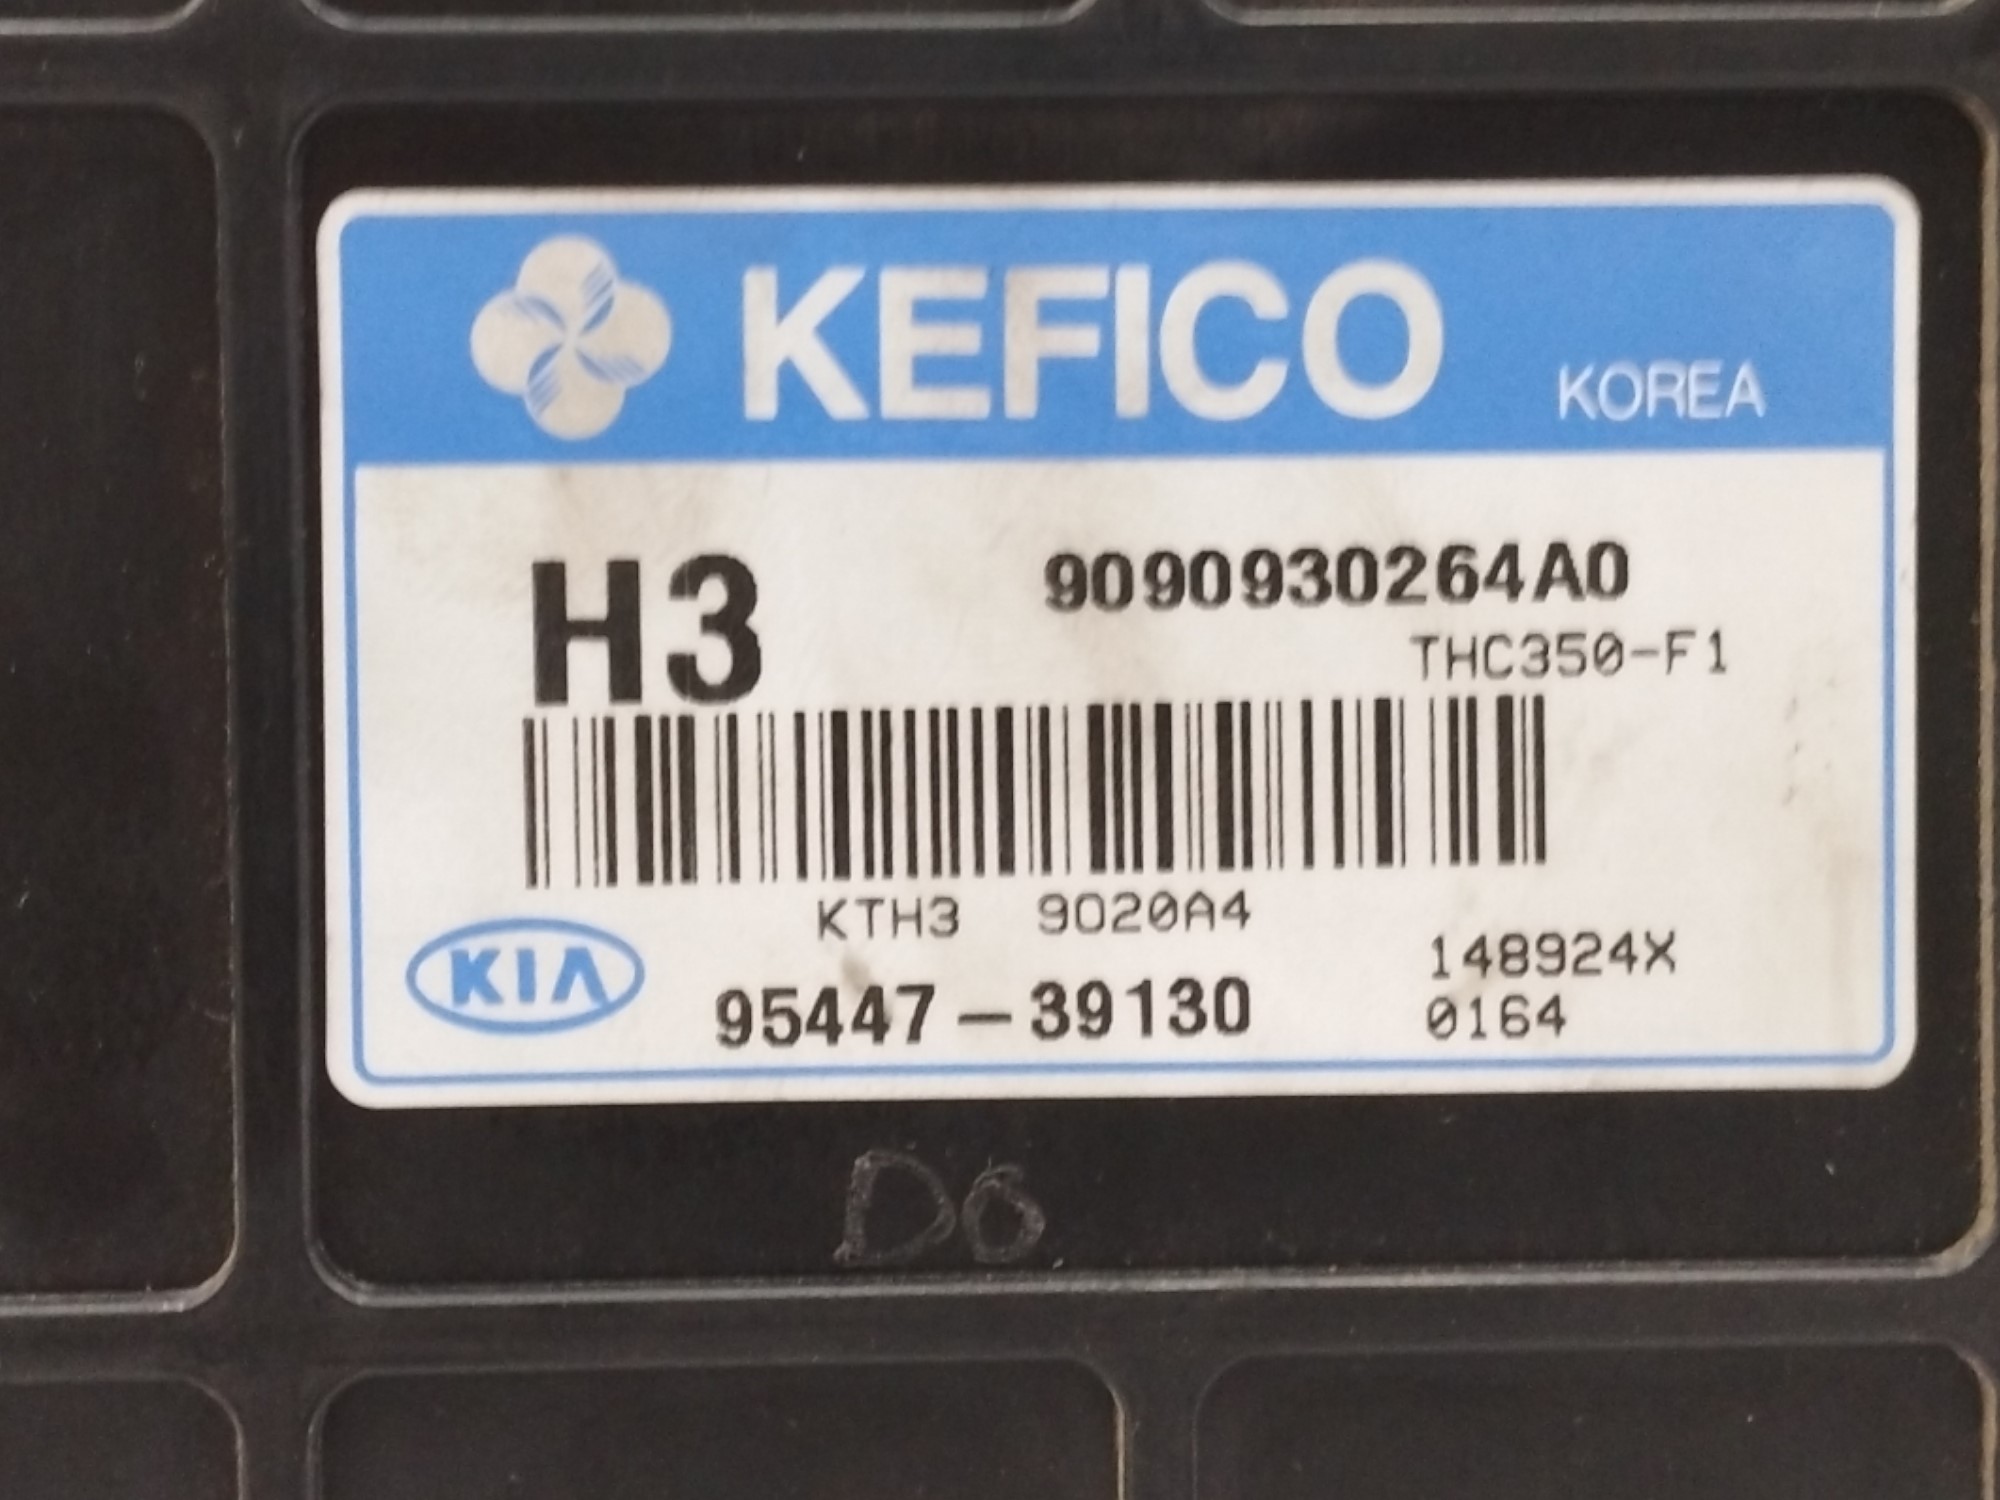 KEFICO KOREA
H3 9090930264A0
THC350-F1
KTH3 9020A4
148924X
KIA 95447-39130
0164
D6